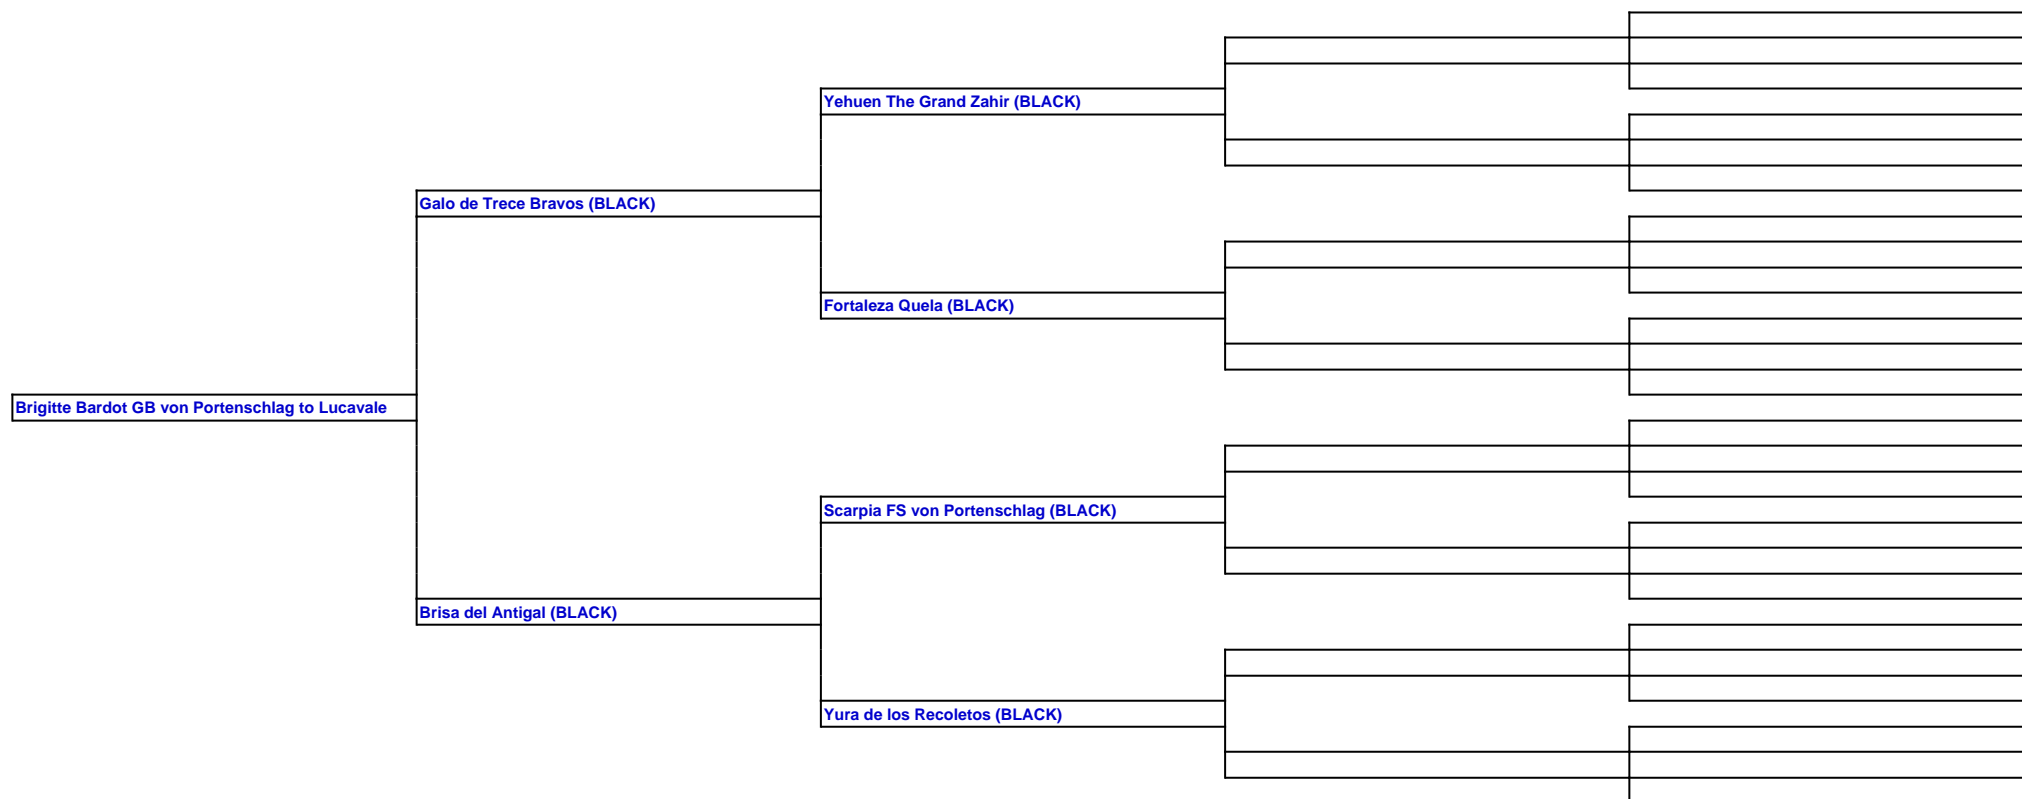 Yehuen The Grand Zahir (BLACK)
Galo de Trece Bravos (BLACK)
Fortaleza Quela (BLACK)
Brigitte Bardot GB von Portenschlag to Lucavale
Scarpia FS von Portenschlag (BLACK)
Brisa del Antigal (BLACK)
Yura de los Recoletos (BLACK)